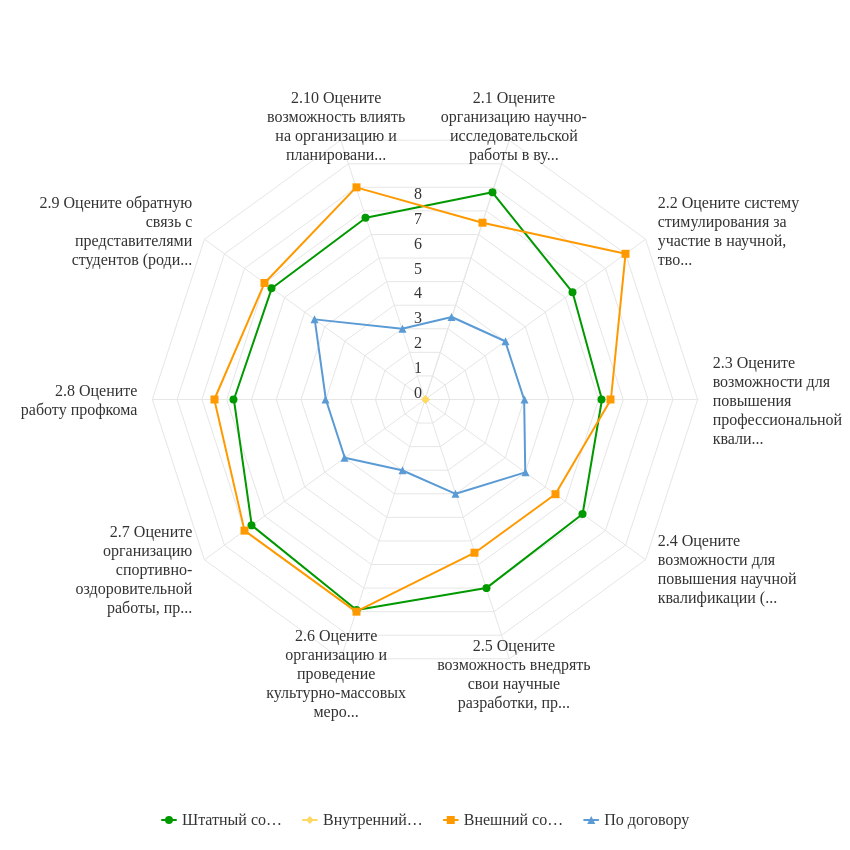 2.10 Оцените
возможность влиять
на организацию и
планировани...
2.1 Оцените
организацию научно-
исследовательской
работы в ву...
2.2 Оцените систему
стимулирования за
участие в научной,
тво...
2.3 Оцените
возможности для
повышения
профессиональной
квали...
2.4 Оцените
возможности для
повышения научной
квалификации (...
2.5 Оцените
возможность внедрять
свои научные
разработки, пр...
2.6 Оцените
организацию и
проведение
культурно-массовых
меро...
2.7 Оцените
организацию
спортивно-
оздоровительной
работы, пр...
2.8 Оцените
работу профкома
2.9 Оцените обратную
связь с
представителями
студентов (роди...
8
7
6
5
4
3
2
1
0
Штатный со…
Внутренний…
Внешний со…
По договору